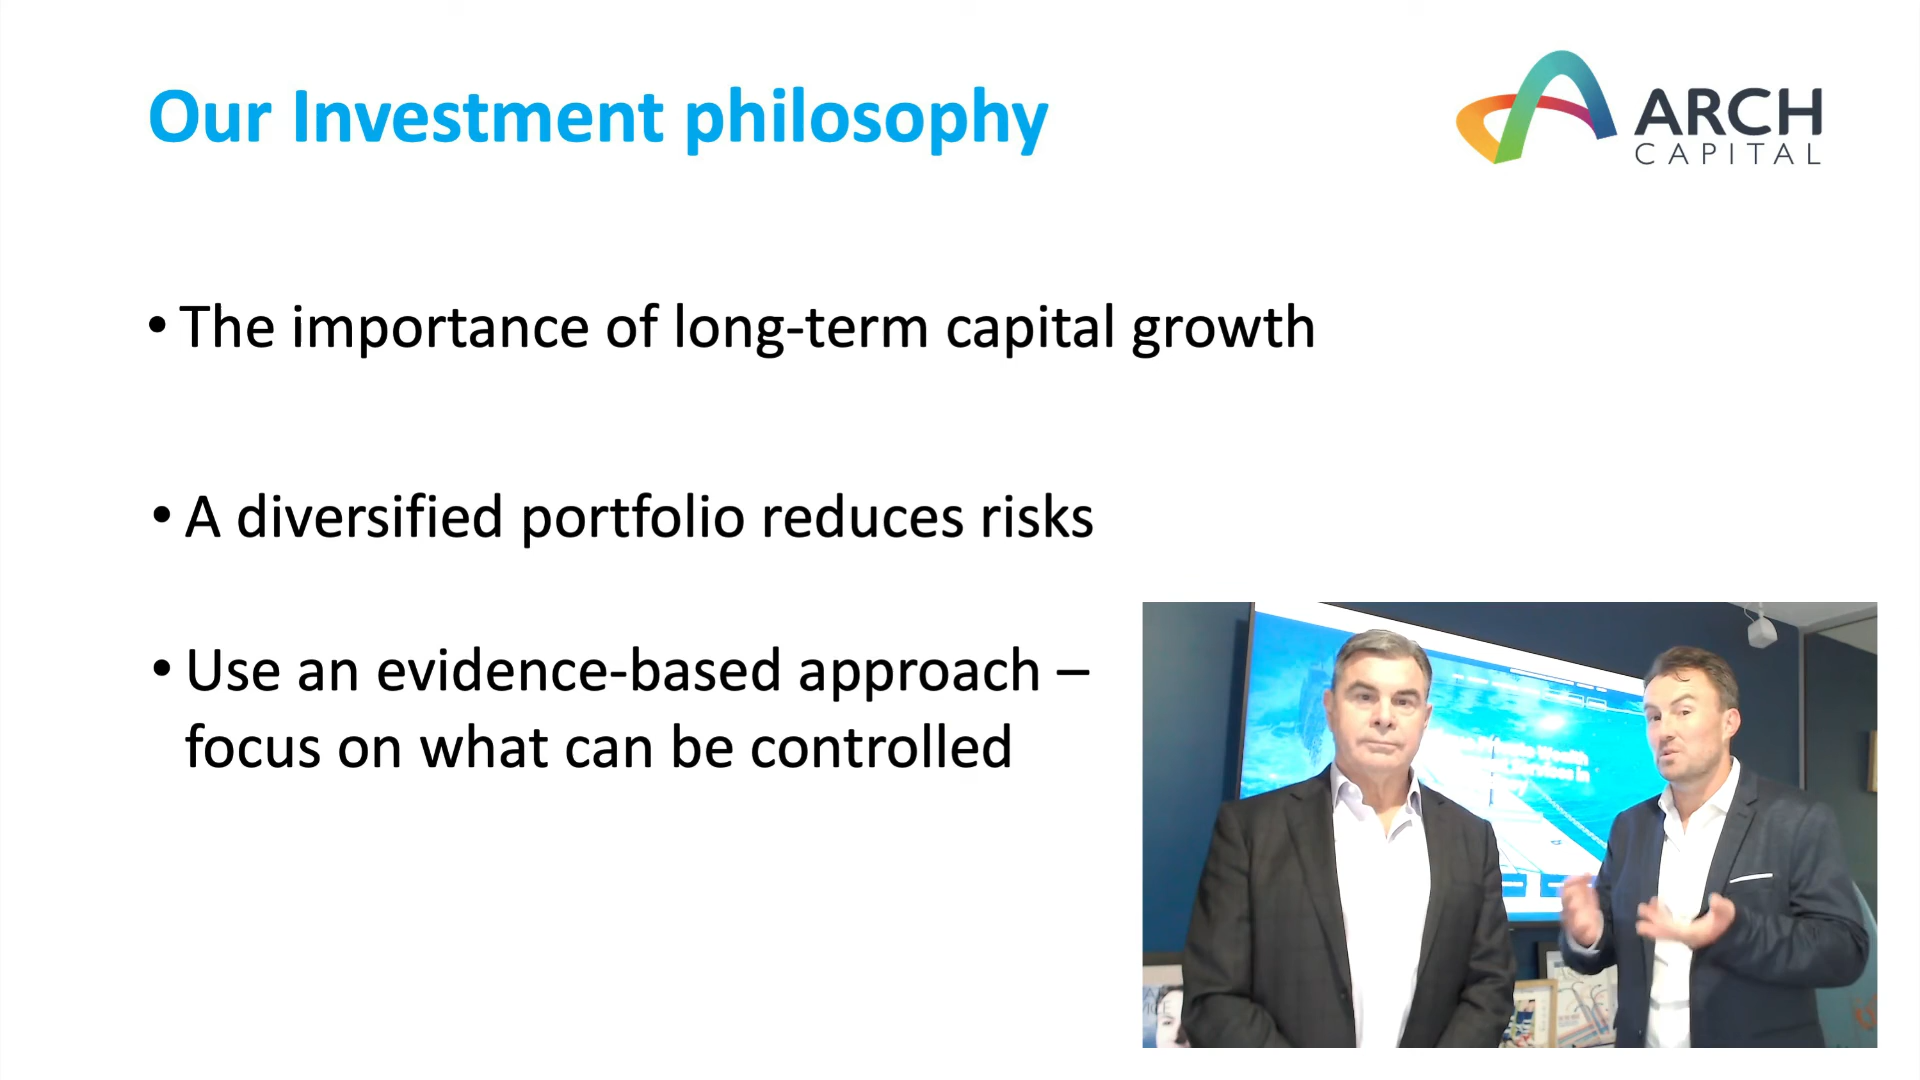 Our Investment philosophy
ARCH
CAPITAL
• The importance of long-term capital growth
• A diversified portfolio reduces risks
• Use an evidence-based approach –
focus on what can be controlled
Wealth